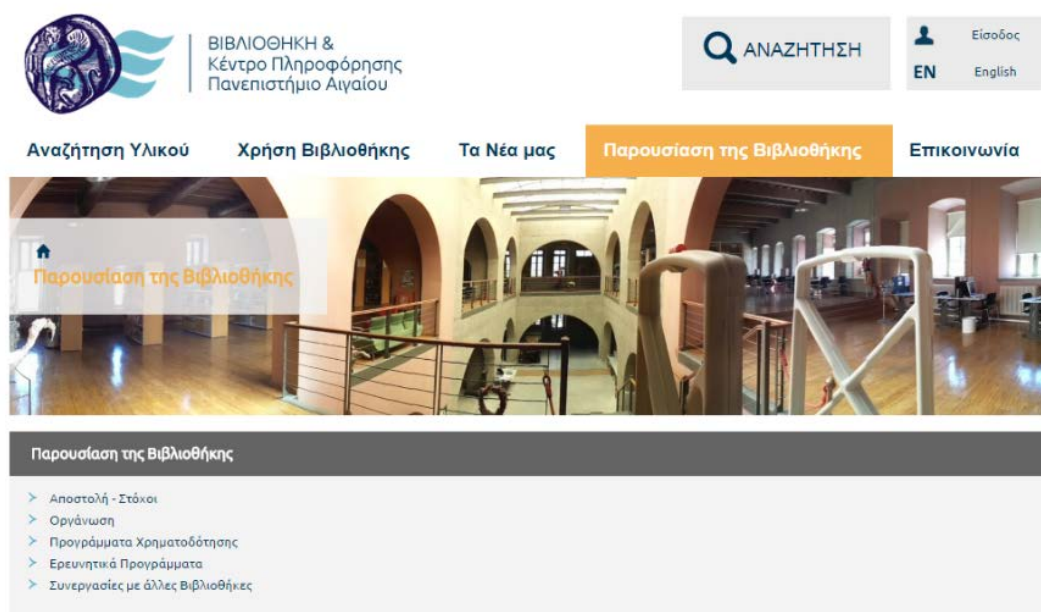 ΒΙΒΛΙΟΘΗΚΗ &
Κέντρο Πληροφόρησης
Πανεπιστήμιο Αιγαίου
ΑΝΑΖΗΤΗΣΗ
Είσοδος
EN English
Αναζήτηση Υλικού Χρήση Βιβλιοθήκης Τα Νέα μας Παρουσίαση της Βιβλιοθήκης Επικοινωνία
Παρουσίαση της Βιβλιοθήκης
Παρουσίαση της Βιβλιοθήκης
Αποστολή - Στόχοι
Οργάνωση
Προγράμματα Χρηματοδότησης
Ερευνητικά Προγράμματα
Συνεργασίες με άλλες Βιβλιοθήκες